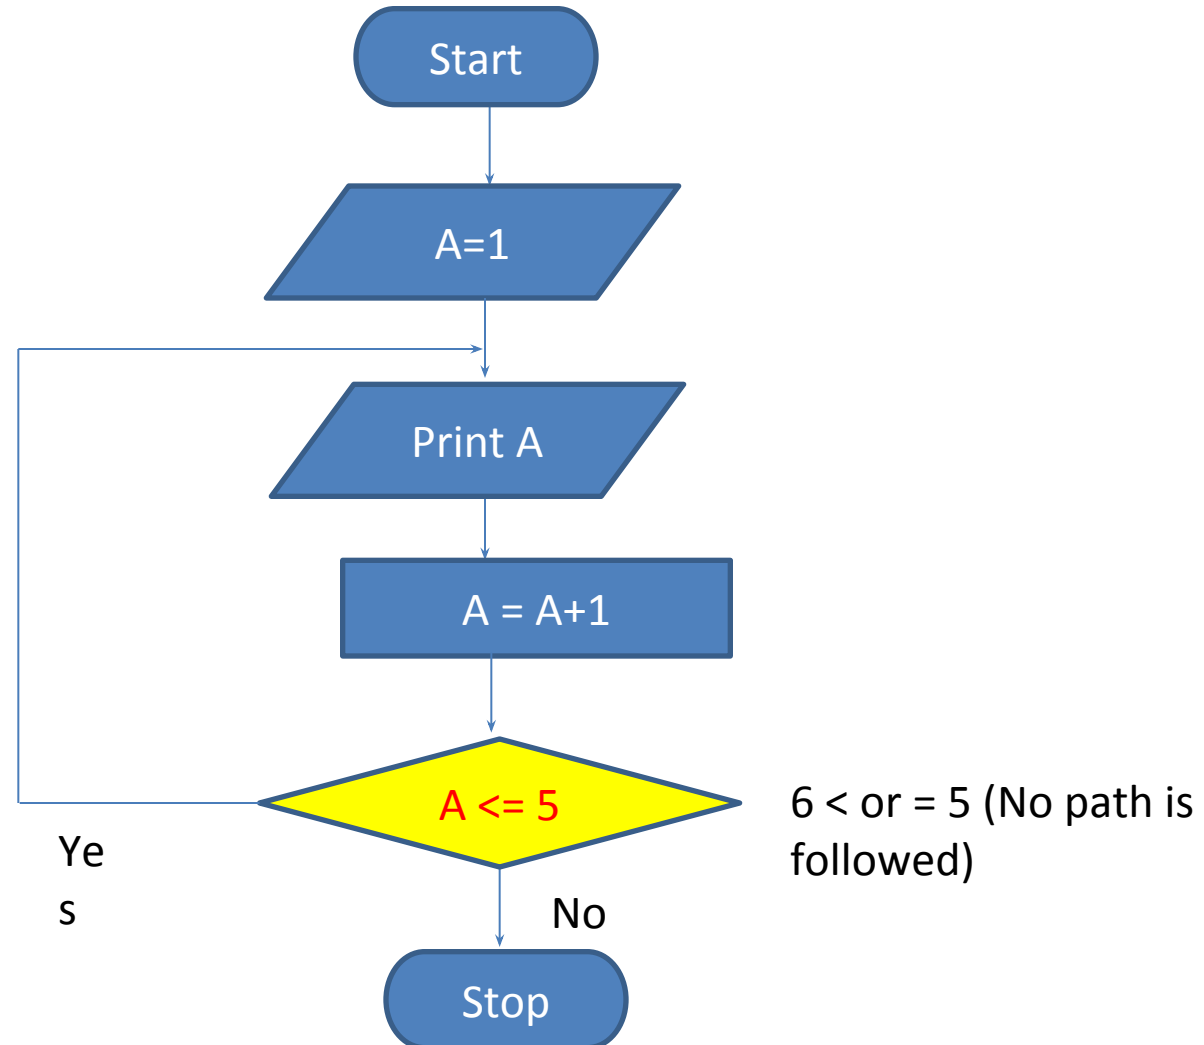 Start
A=1
Print A
A = A+1
A <= 5
6 < or = 5 (No path is
followed)
Ye
s
No
Stop